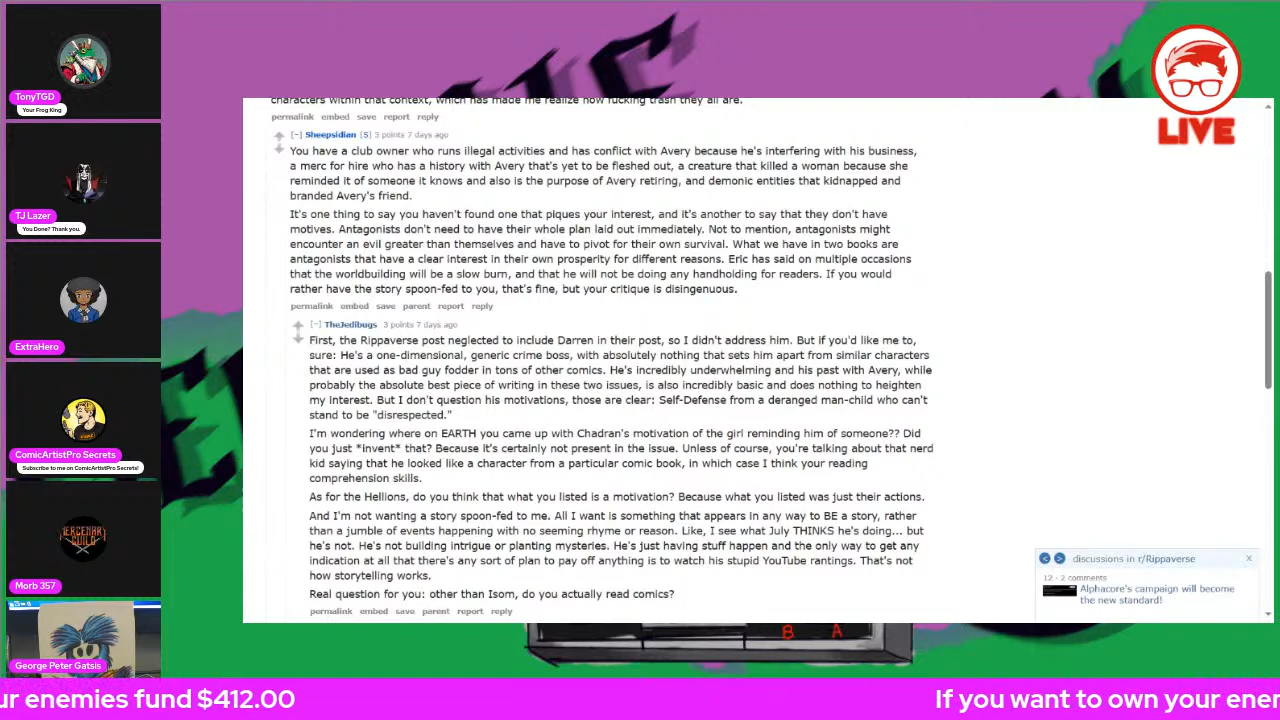 TonyTGD
Your Frog King
TJ Lazer
You Done? Thank you.
ExtraHero
ComicArtistPro Secrets
Subscribe to me on ComicArtistPro Secrets!
MERCENARY
GUILD
Morb 357
George Peter Gatsis
LIVE
characters within that context, which has made me realize how fucking trash they all are.
permalink embed save report reply
[−] Sheepsidian [S] 3 points 7 days ago
You have a club owner who runs illegal activities and has conflict with Avery because he's interfering with his business,
a merc for hire who has a history with Avery that's yet to be fleshed out, a creature that killed a woman because she
reminded it of someone it knows and also is the purpose of Avery retiring, and demonic entities that kidnapped and
branded Avery's friend.
It's one thing to say you haven't found one that piques your interest, and it's another to say that they don't have
motives. Antagonists don't need to have their whole plan laid out immediately. Not to mention, antagonists might
encounter an evil greater than themselves and have to pivot for their own survival. What we have in two books are
antagonists that have a clear interest in their own prosperity for different reasons. Eric has said on multiple occasions
that the worldbuilding will be a slow burn, and that he will not be doing any handholding for readers. If you would
rather have the story spoon-fed to you, that's fine, but your critique is disingenuous.
permalink embed save parent report reply
[−] TheJedibugs 3 points 7 days ago
First, the Rippaverse post neglected to include Darren in their post, so I didn't address him. But if you'd like me to,
sure: He's a one-dimensional, generic crime boss, with absolutely nothing that sets him apart from similar characters
that are used as bad guy fodder in tons of other comics. He's incredibly underwhelming and his past with Avery, while
probably the absolute best piece of writing in these two issues, is also incredibly basic and does nothing to heighten
my interest. But I don't question his motivations, those are clear: Self-Defense from a deranged man-child who can't
stand to be "disrespected."
I'm wondering where on EARTH you came up with Chadran's motivation of the girl reminding him of someone?? Did
you just *invent* that? Because it's certainly not present in the issue. Unless of course, you're talking about that nerd
kid saying that he looked like a character from a particular comic book, in which case I think your reading
comprehension skills.
As for the Hellions, do you think that what you listed is a motivation? Because what you listed was just their actions.
And I'm not wanting a story spoon-fed to me. All I want is something that appears in any way to BE a story, rather
than a jumble of events happening with no seeming rhyme or reason. Like, I see what July THINKS he's doing... but
he's not. He's not building intrigue or planting mysteries. He's just having stuff happen and the only way to get any
indication at all that there's any sort of plan to pay off anything is to watch his stupid YouTube rantings. That's not
how storytelling works.
Real question for you: other than Isom, do you actually read comics?
permalink embed save parent report reply
discussions in r/Rippaverse X
12 · 2 comments
Alphacore's campaign will become
the new standard!
B A
ur enemies fund $412.00
If you want to own your ener